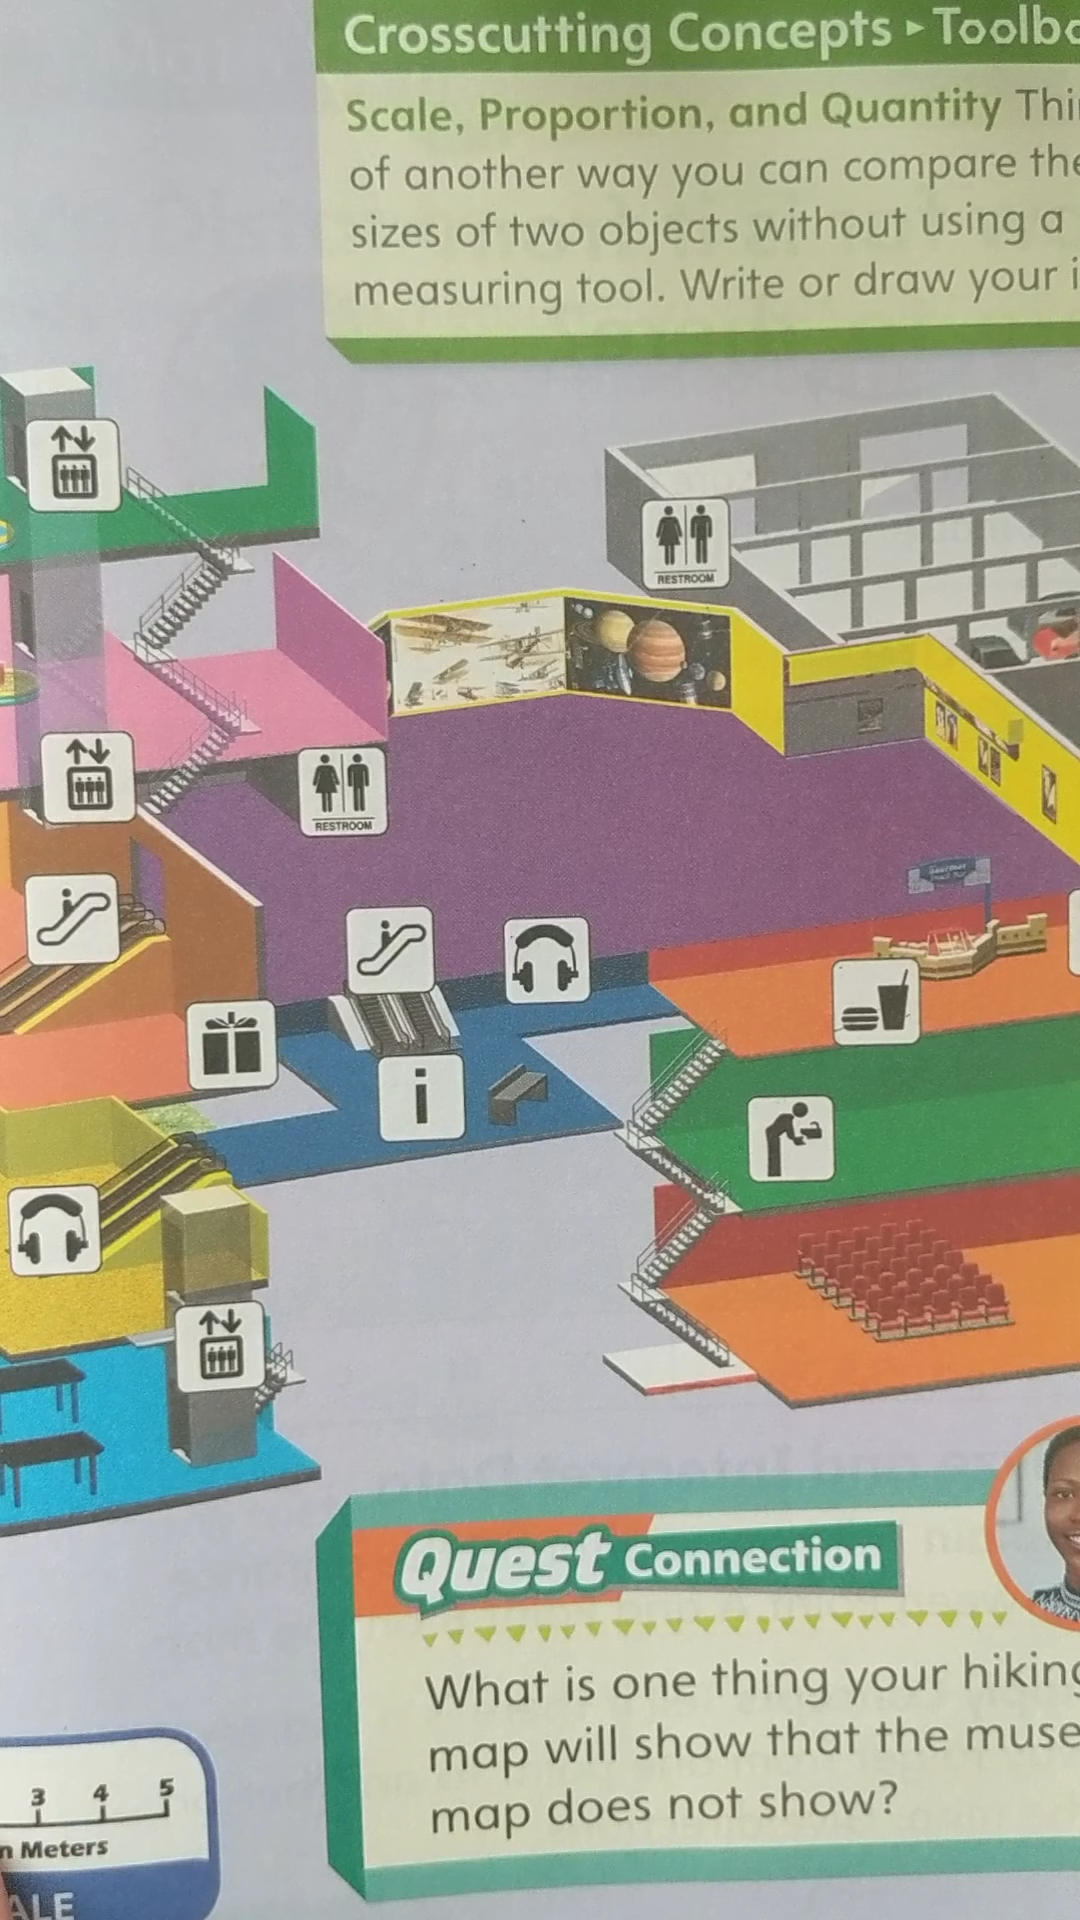 Crosscutting Concepts ▸ Toolbo
Scale, Proportion, and Quantity Thin
of another way you can compare the
sizes of two objects without using a
measuring tool. Write or draw your i
RESTROOM
RESTROOM
i
Quest Connection
What is one thing your hiking
map will show that the muse
map does not show?
3 4 5
n Meters
ALE